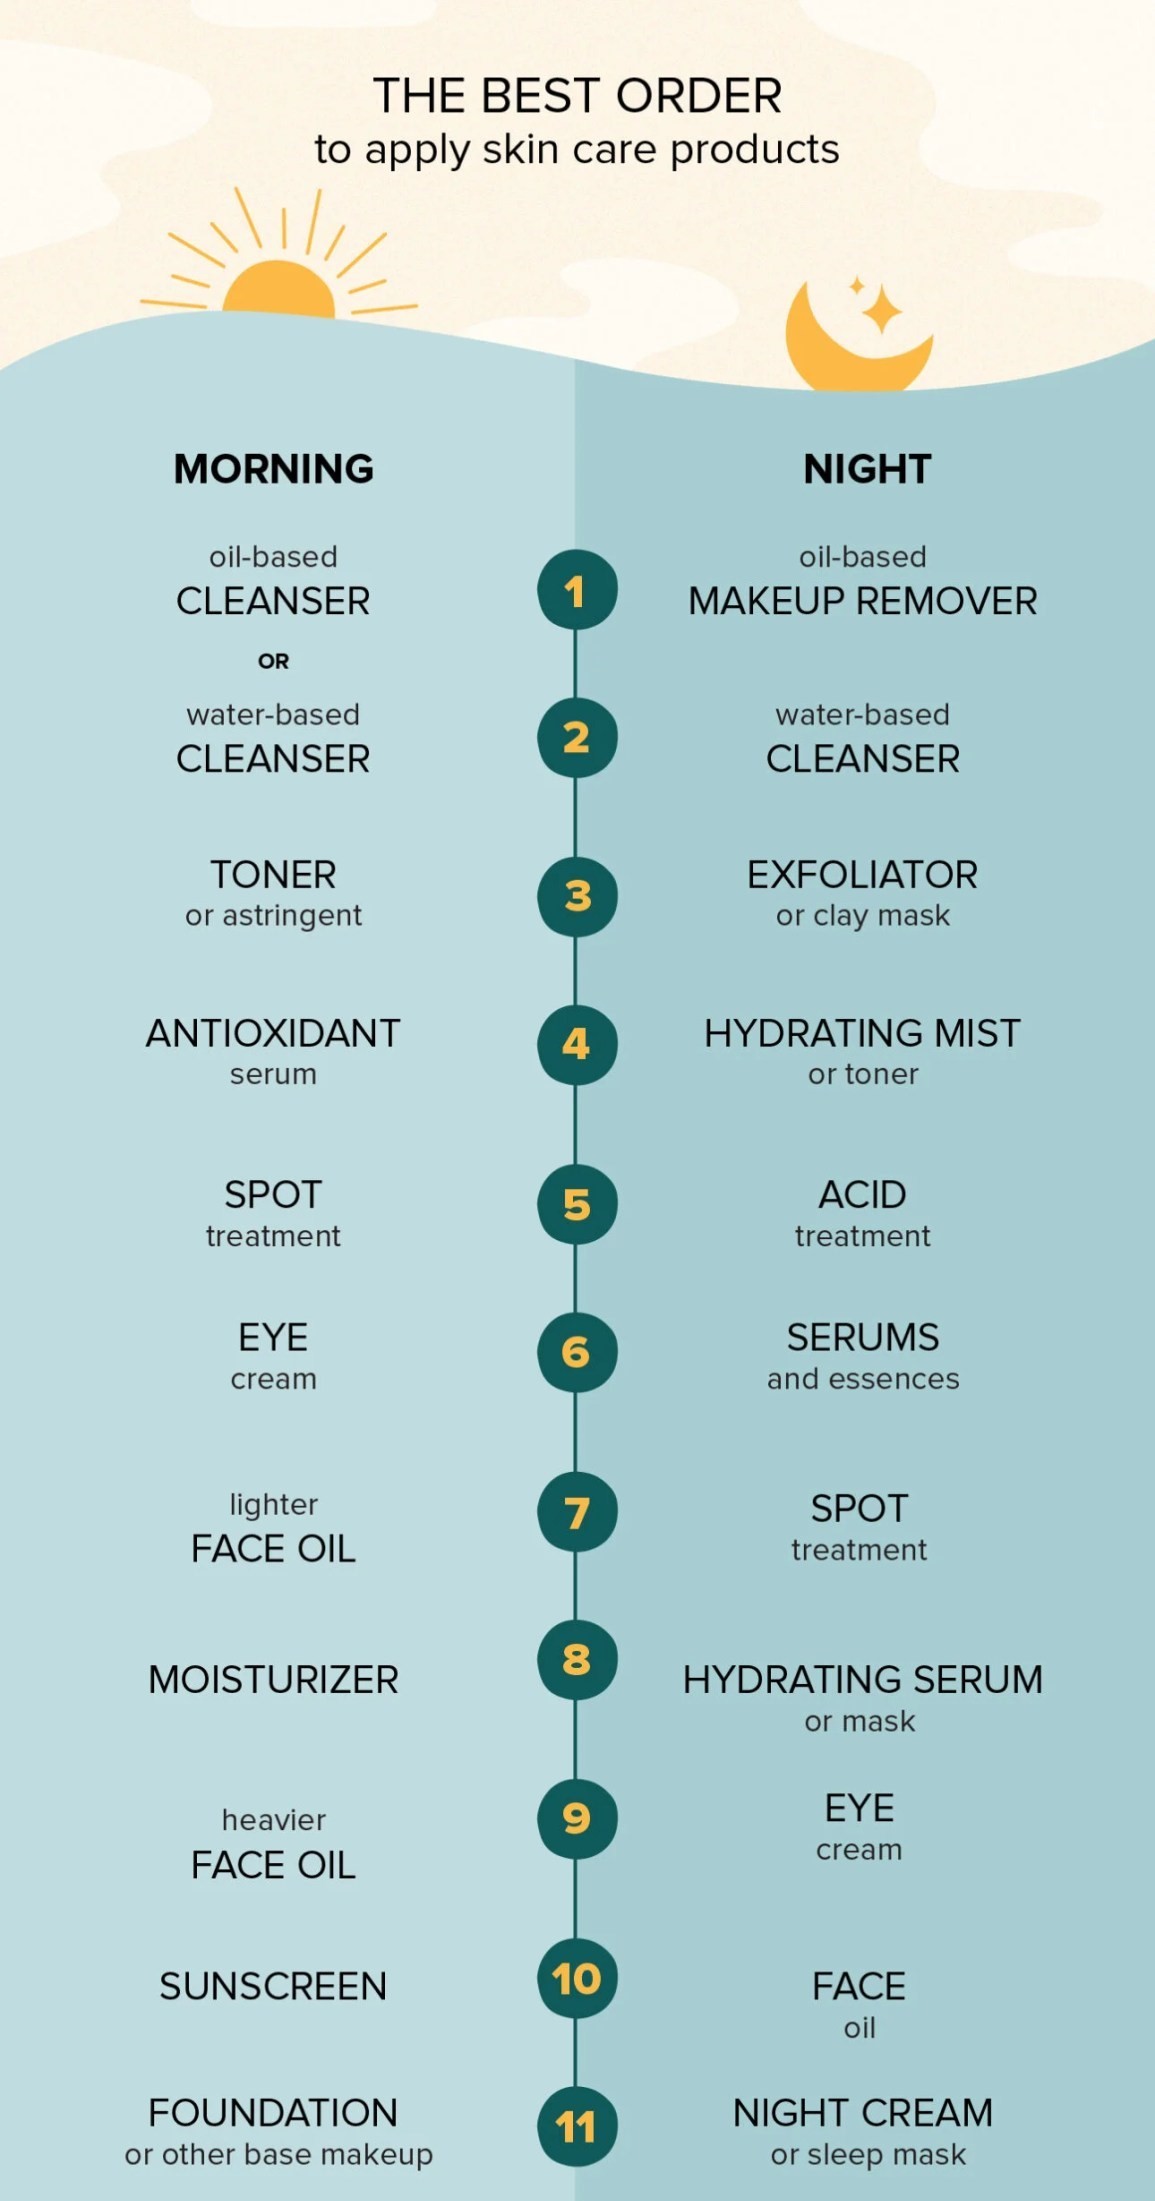 THE BEST ORDER
to apply skin care products
MORNING
NIGHT
oil-based
CLEANSER
OR
1
oil-based
MAKEUP REMOVER
water-based
CLEANSER
2
water-based
CLEANSER
TONER
or astringent
3
EXFOLIATOR
or clay mask
ANTIOXIDANT
serum
4
HYDRATING MIST
or toner
SPOT
treatment
5
ACID
treatment
EYE
cream
6
SERUMS
and essences
lighter
FACE OIL
7
SPOT
treatment
MOISTURIZER
8
HYDRATING SERUM
or mask
heavier
FACE OIL
9
EYE
cream
SUNSCREEN
10
FACE
oil
FOUNDATION
or other base makeup
11
NIGHT CREAM
or sleep mask